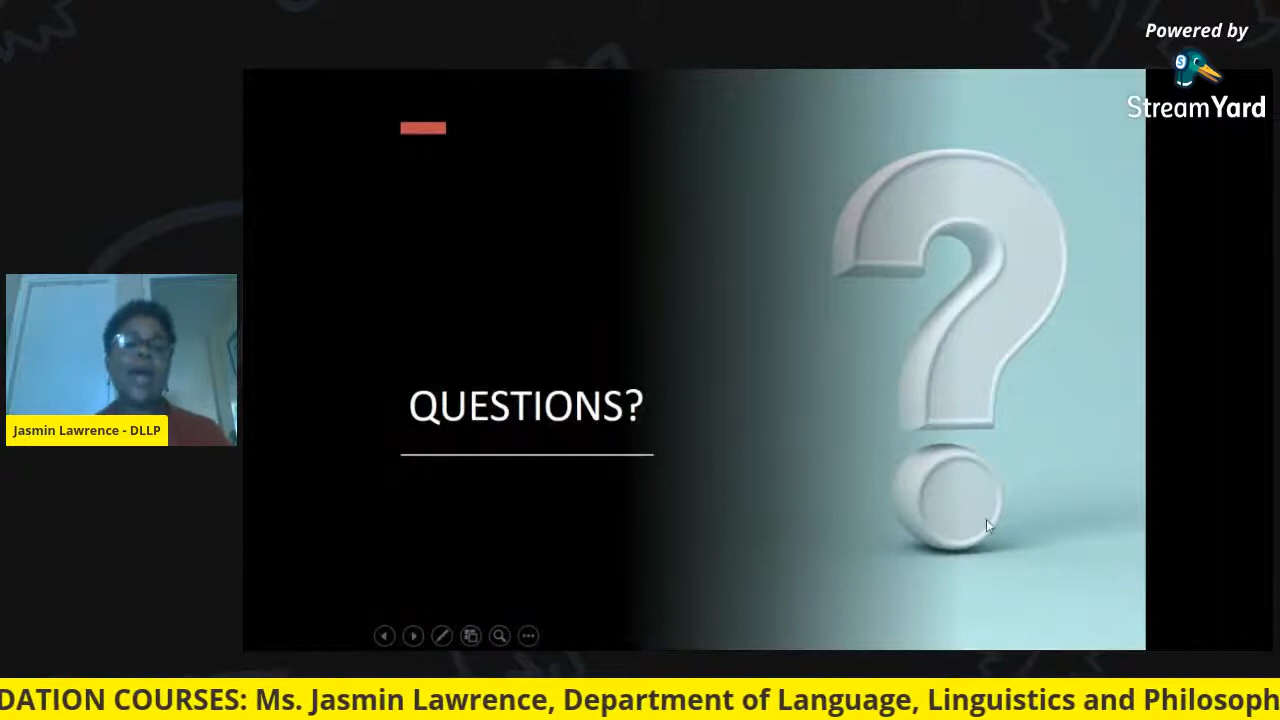 Powered by
StreamYard
QUESTIONS?
Jasmin Lawrence - DLLP
DATION COURSES: Ms. Jasmin Lawrence, Department of Language, Linguistics and Philosoph